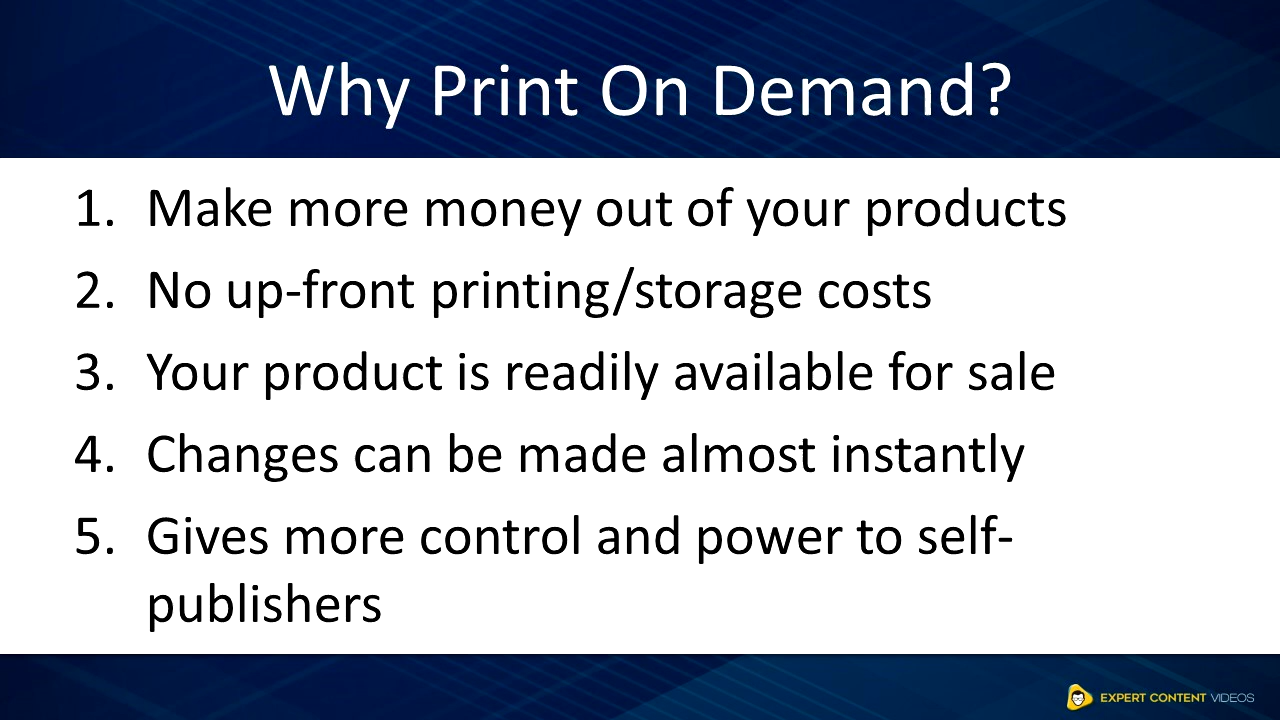 Why Print On Demand?
1. Make more money out of your products
2. No up-front printing/storage costs
3. Your product is readily available for sale
4. Changes can be made almost instantly
5. Gives more control and power to self-
publishers
EXPERT CONTENT VIDEOS